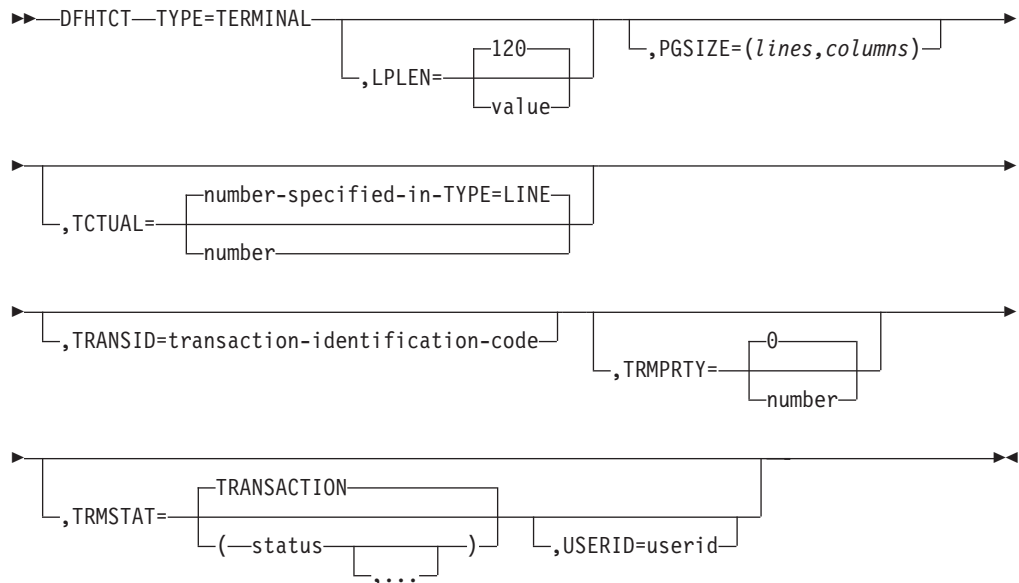 DFHTCT TYPE=TERMINAL
,LPLEN=
120
value
,PGSIZE=(lines,columns)
,TCTUAL=
number-specified-in-TYPE=LINE
number
,TRANSID=transaction-identification-code
,TRMPRTY=
0
number
,TRMSTAT=
TRANSACTION
( status ,... )
,USERID=userid